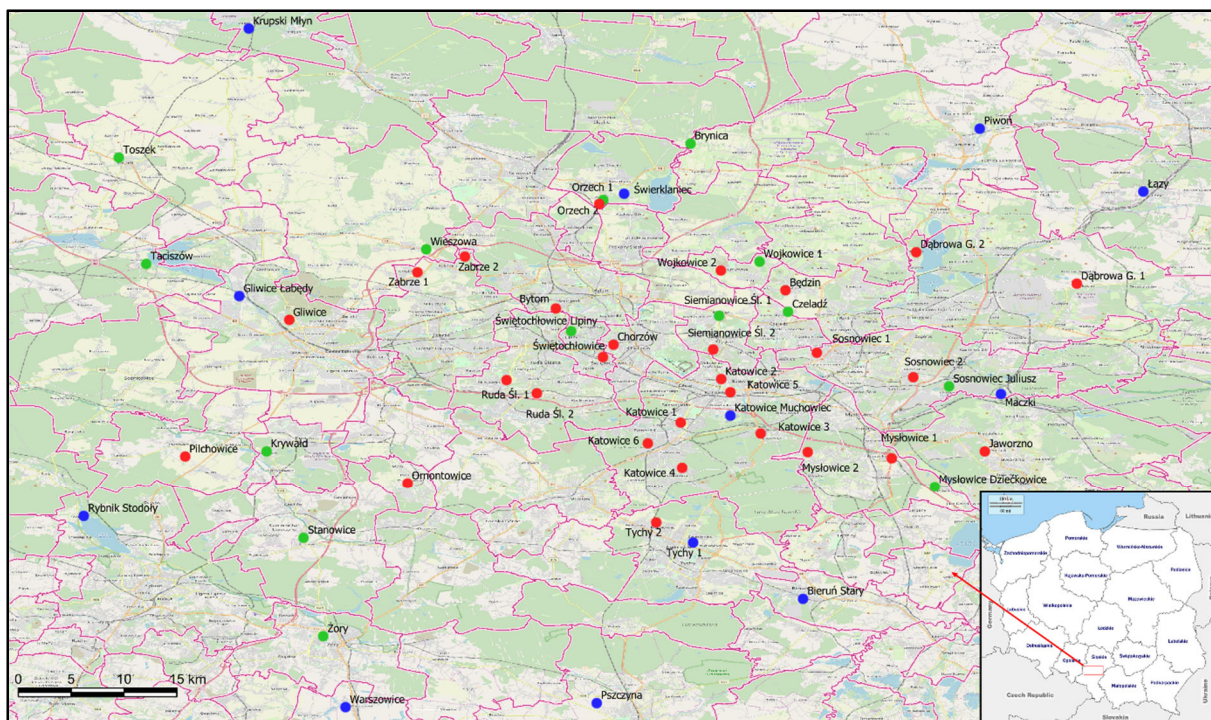 Krupski Młyn
Piwoń
Brynica
Toszek
Łazy
Orzech 1
Świerklaniec
Orzech 2
Wieszowa
Dąbrowa G. 2
Taciszów
Zabrze 2
Wojkowice 1
Wojkowice 2
Zabrze 1
Dąbrowa G. 1
Będzin
Gliwice Łabędy
Bytom
Siemianowice Śl. 1
Czeladź
Gliwice
Świętochłowice Lipiny
Chorzów
Siemianowice Śl. 2
Świętochłowice
Sosnowiec 1
Sosnowiec 2
Katowice 2
Katowice 5
Sosnowiec Juliusz
Ruda Śl. 1
Maczki
Ruda Śl. 2
Katowice Muchowiec
Katowice 1
Katowice 3
Krywałd
Katowice 6
Mysłowice 1
Jaworzno
Pilchowice
Mysłowice 2
Katowice 4
Ornontowice
Mysłowice Dziećkowice
Rybnik Stodoły
Stanowice
Tychy 2
Tychy 1
Bieruń Stary
Żory
Pszczyna
Warszowice
0 5 10 15 km
Russia
Lithuania
Pomorskie
Zachodniopomorskie
Warmińsko-Mazurskie
Podlaskie
Kujawsko-Pomorskie
Mazowieckie
Wielkopolskie
Germany
Łódzkie
Lubelskie
Dolnośląskie
Śląskie
Świętokrzyskie
Małopolskie
Podkarpackie
Czech Republic
Ukraine
Slovakia